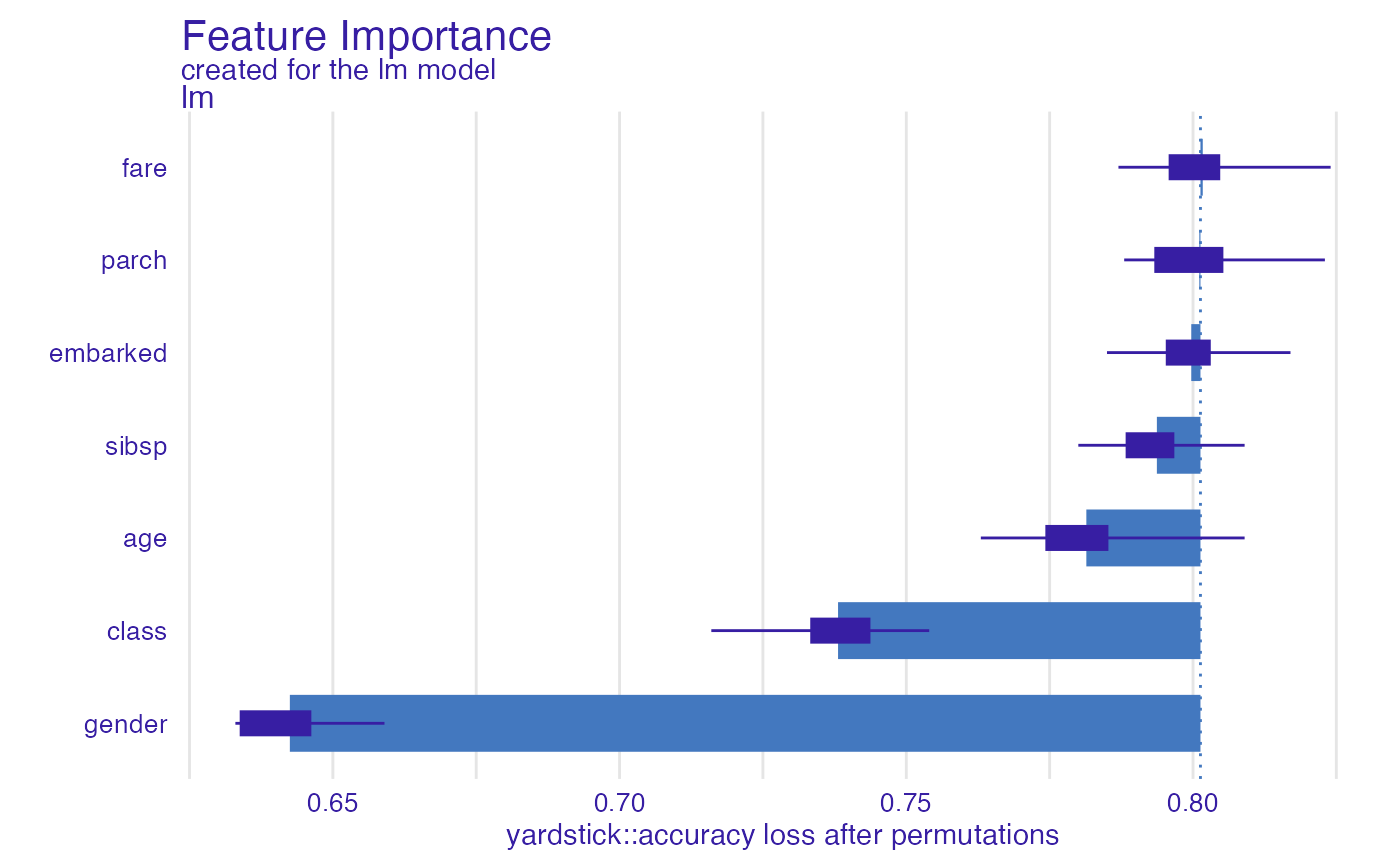 Feature Importance
created for the lm model
lm
fare
parch
embarked
sibsp
age
class
gender
0.65 0.70 0.75 0.80
yardstick::accuracy loss after permutations